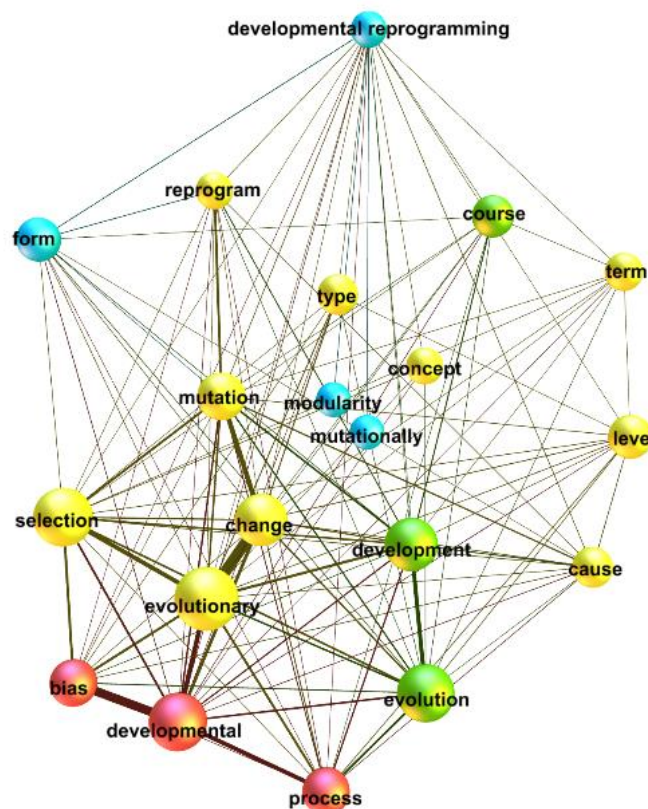 developmental reprogramming
reprogram
course
form
term
type
concept
mutation
modularity
mutationally
level
selection
change
development
cause
evolutionary
bias
evolution
developmental
process